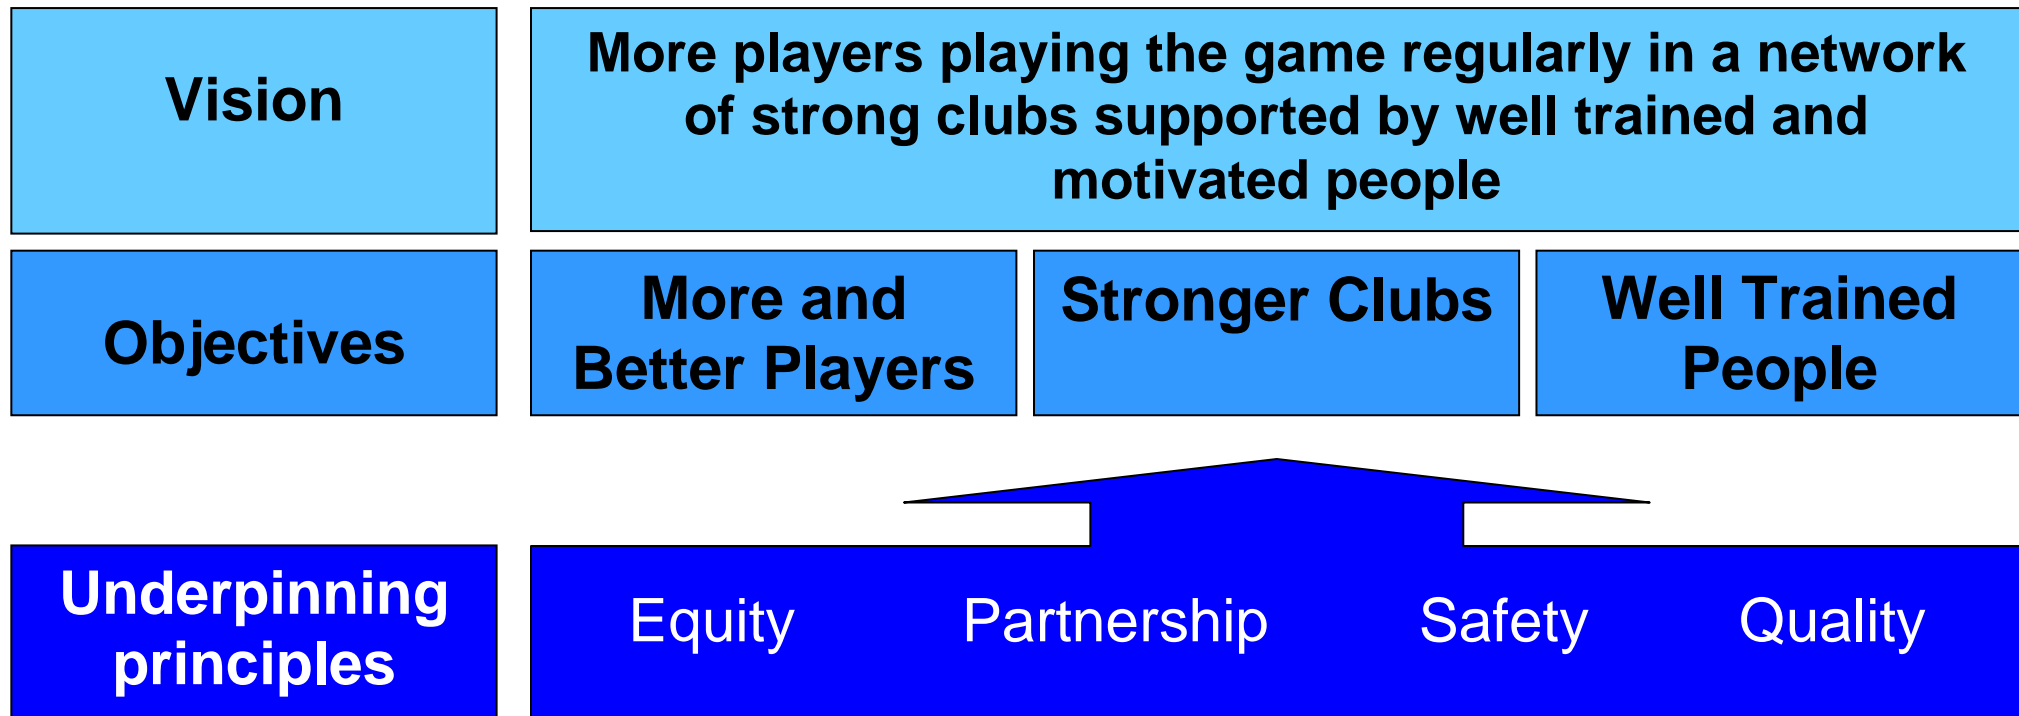 Vision
More players playing the game regularly in a network
of strong clubs supported by well trained and
motivated people
Objectives
More and
Better Players
Stronger Clubs
Well Trained
People
Underpinning
principles
Equity Partnership Safety Quality